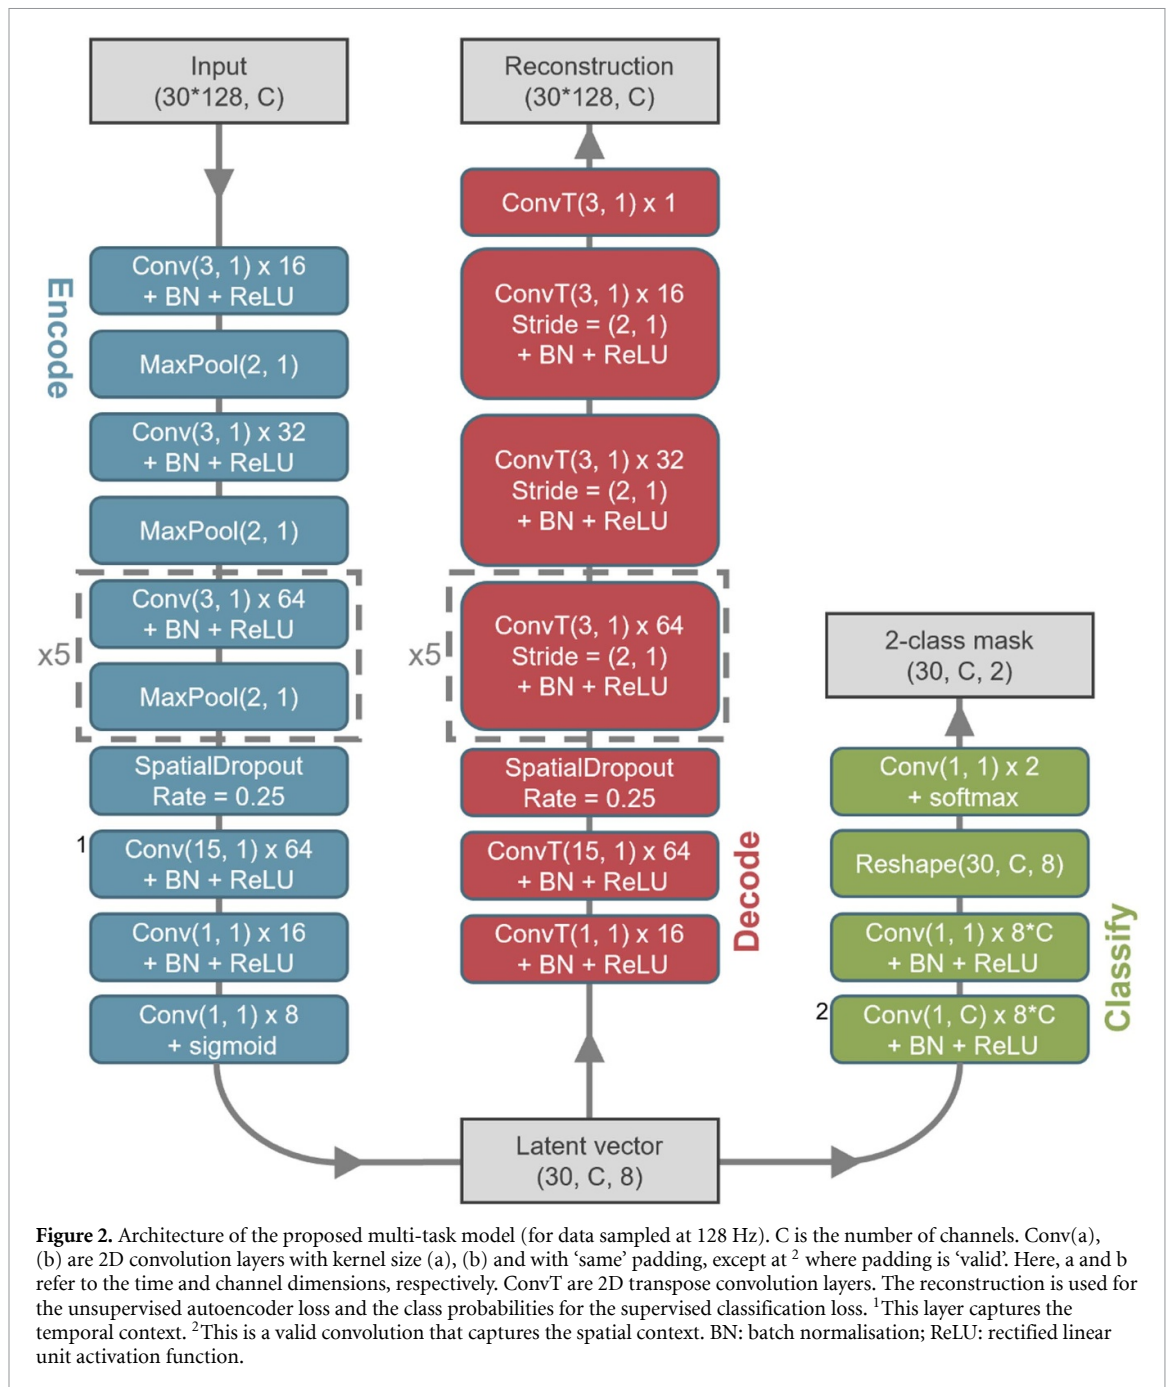 Input
(30*128, C)
Encode
Conv(3, 1) x 16
+ BN + ReLU
MaxPool(2, 1)
Conv(3, 1) x 32
+ BN + ReLU
MaxPool(2, 1)
x5
Conv(3, 1) x 64
+ BN + ReLU
MaxPool(2, 1)
SpatialDropout
Rate = 0.25
1
Conv(15, 1) x 64
+ BN + ReLU
Conv(1, 1) x 16
+ BN + ReLU
Conv(1, 1) x 8
+ sigmoid
Reconstruction
(30*128, C)
ConvT(3, 1) x 1
ConvT(3, 1) x 16
Stride = (2, 1)
+ BN + ReLU
ConvT(3, 1) x 32
Stride = (2, 1)
+ BN + ReLU
x5
ConvT(3, 1) x 64
Stride = (2, 1)
+ BN + ReLU
SpatialDropout
Rate = 0.25
ConvT(15, 1) x 64
+ BN + ReLU
ConvT(1, 1) x 16
+ BN + ReLU
Decode
Latent vector
(30, C, 8)
2-class mask
(30, C, 2)
Conv(1, 1) x 2
+ softmax
Reshape(30, C, 8)
Conv(1, 1) x 8*C
+ BN + ReLU
2
Conv(1, C) x 8*C
+ BN + ReLU
Classify
Figure 2. Architecture of the proposed multi-task model (for data sampled at 128 Hz). C is the number of channels. Conv(a),
(b) are 2D convolution layers with kernel size (a), (b) and with ‘same’ padding, except at ² where padding is ‘valid’. Here, a and b
refer to the time and channel dimensions, respectively. ConvT are 2D transpose convolution layers. The reconstruction is used for
the unsupervised autoencoder loss and the class probabilities for the supervised classification loss. ¹This layer captures the
temporal context. ²This is a valid convolution that captures the spatial context. BN: batch normalisation; ReLU: rectified linear
unit activation function.